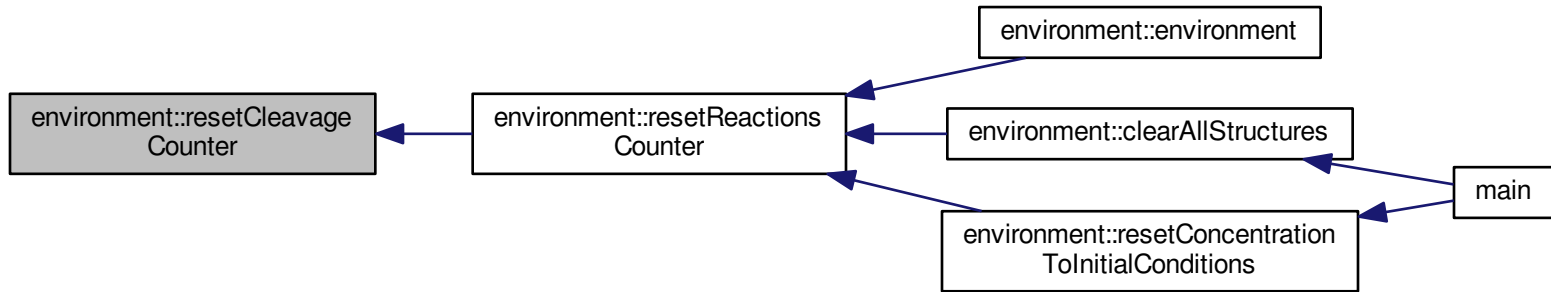 environment::resetCleavage
Counter
environment::resetReactions
Counter
environment::environment
environment::clearAllStructures
environment::resetConcentration
ToInitialConditions
main